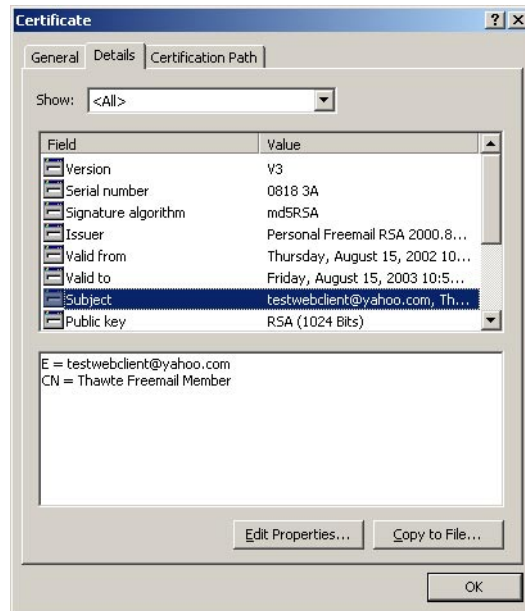 Certificate
General Details Certification Path
Show: <All>
Field Value
Version V3
Serial number 0818 3A
Signature algorithm md5RSA
Issuer Personal Freemail RSA 2000.8...
Valid from Thursday, August 15, 2002 10...
Valid to Friday, August 15, 2003 10:5...
Subject testwebclient@yahoo.com, Th...
Public key RSA (1024 Bits)
E = testwebclient@yahoo.com
CN = Thawte Freemail Member
Edit Properties... Copy to File...
OK